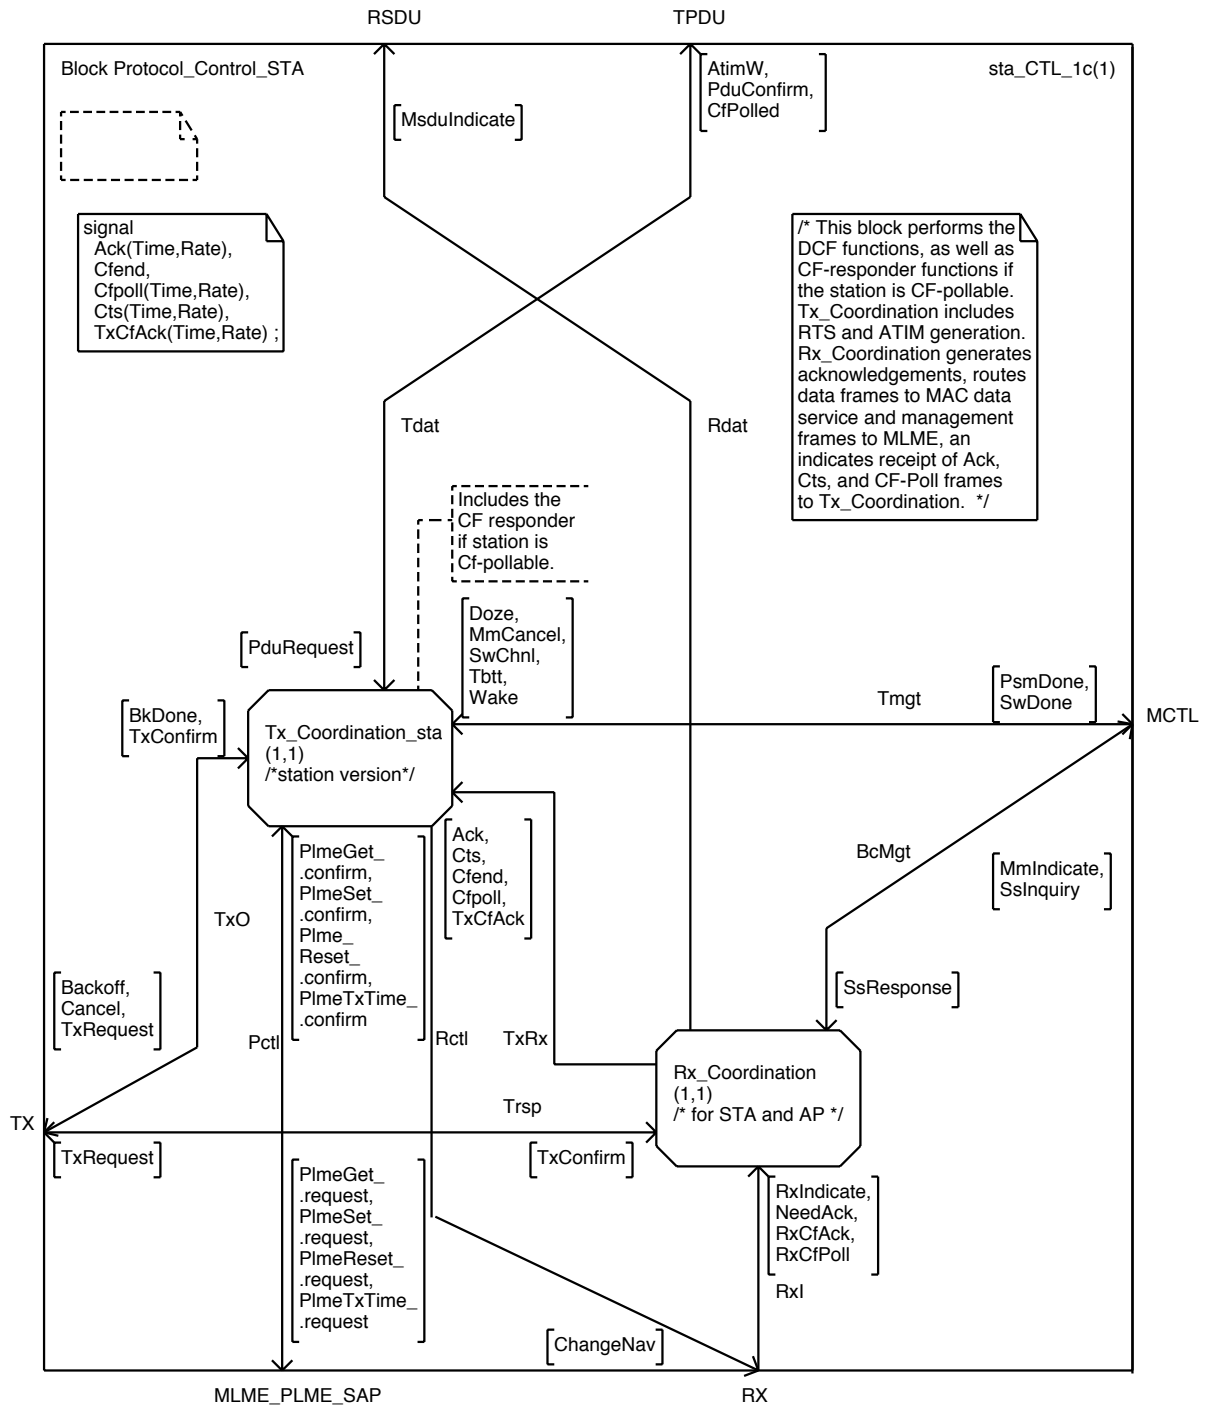 RSDU
TPDU
Block Protocol_Control_STA
sta_CTL_1c(1)
AtimW,
PduConfirm,
CfPolled
MsduIndicate
signal
Ack(Time,Rate),
Cfend,
Cfpoll(Time,Rate),
Cts(Time,Rate),
TxCfAck(Time,Rate) ;
/* This block performs the
DCF functions, as well as
CF-responder functions if
the station is CF-pollable.
Tx_Coordination includes
RTS and ATIM generation.
Rx_Coordination generates
acknowledgements, routes
data frames to MAC data
service and management
frames to MLME, an
indicates receipt of Ack,
Cts, and CF-Poll frames
to Tx_Coordination.  */
Tdat
Rdat
Includes the
CF responder
if station is
Cf-pollable.
Doze,
MmCancel,
SwChnl,
Tbtt,
Wake
PduRequest
Tmgt
PsmDone,
SwDone
MCTL
BkDone,
TxConfirm
Tx_Coordination_sta
(1,1)
/*station version*/
PlmeGet_
.confirm,
PlmeSet_
.confirm,
Plme_
Reset_
.confirm,
PlmeTxTime_
.confirm
Ack,
Cts,
Cfend,
Cfpoll,
TxCfAck
BcMgt
MmIndicate,
SsInquiry
TxO
Backoff,
Cancel,
TxRequest
SsResponse
Pctl
Rctl
TxRx
Rx_Coordination
(1,1)
/* for STA and AP */
Trsp
TX
TxRequest
TxConfirm
PlmeGet_
.request,
PlmeSet_
.request,
PlmeReset_
.request,
PlmeTxTime_
.request
RxIndicate,
NeedAck,
RxCfAck,
RxCfPoll
RxI
ChangeNav
MLME_PLME_SAP
RX